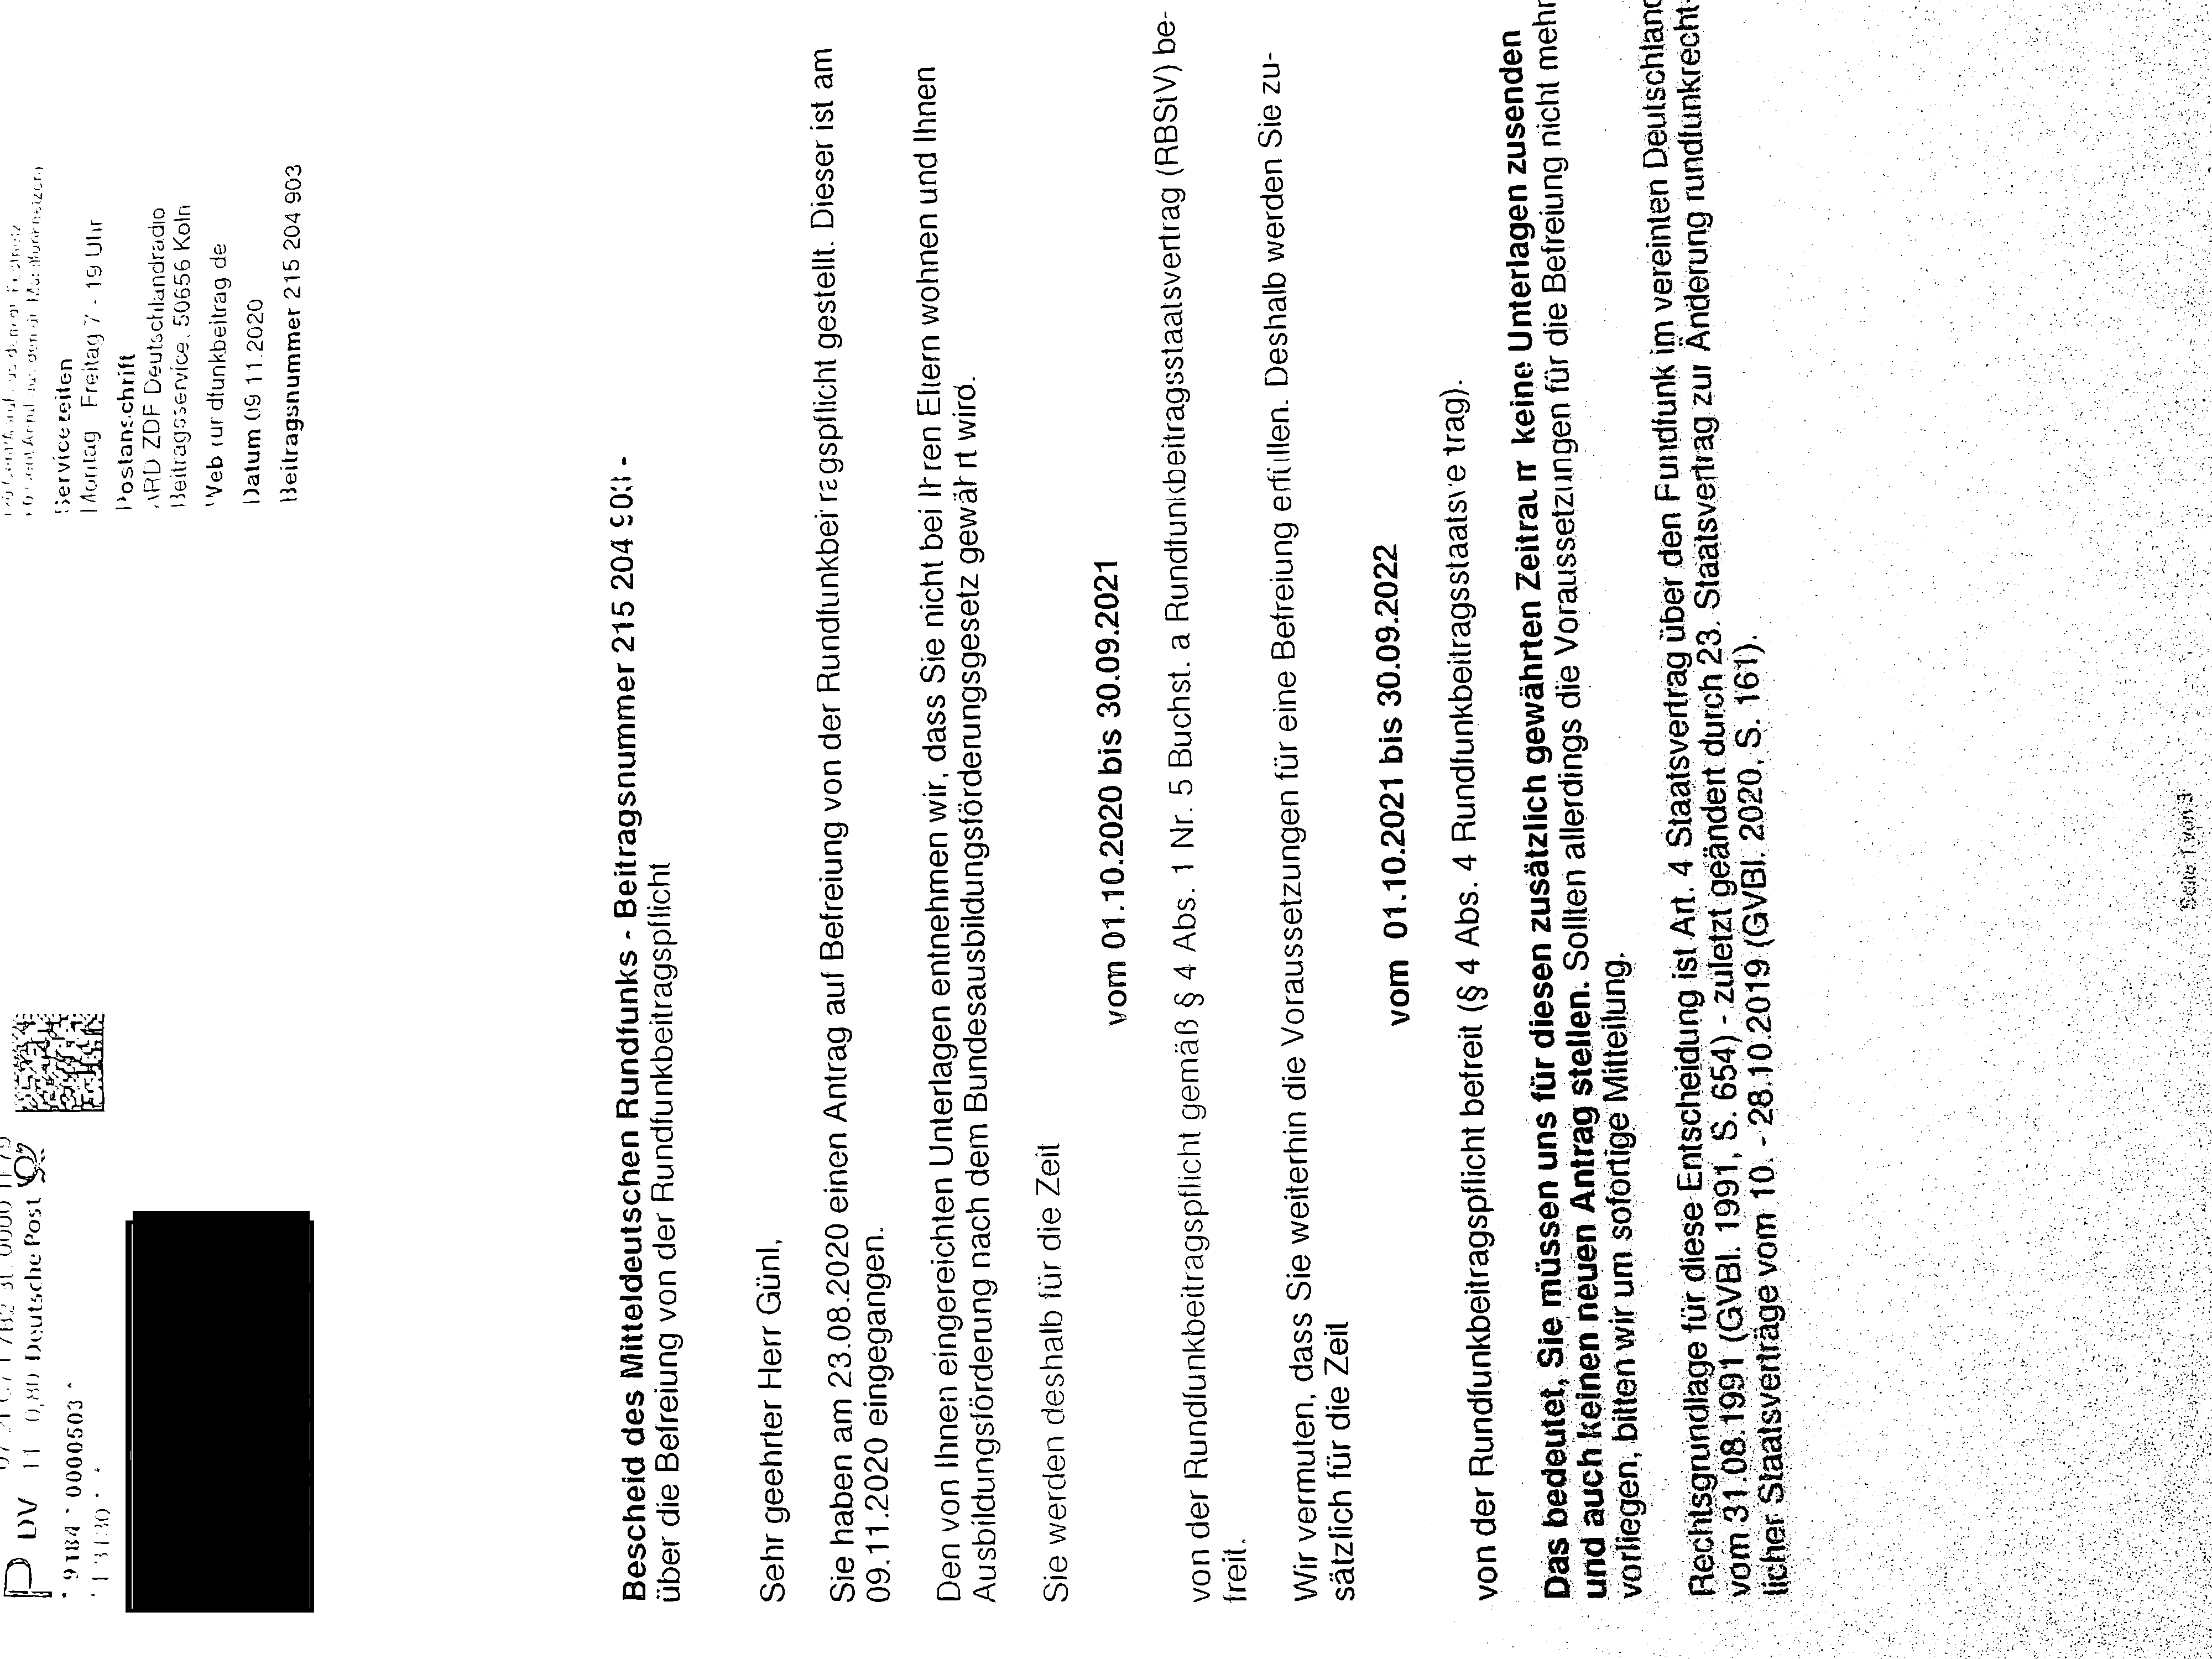 DV 11 0,80 Deutsche Post
* 9184 * 0000503 *
Servicezeiten
Montag Freitag 7 - 19 Uhr
Postanschrift
ARD ZDF Deutschlandradio
Beitragsservice, 50656 Köln
Web rundfunkbeitrag de
Datum 09 11.2020
Beitragsnummer 215 204 903
Bescheid des Mitteldeutschen Rundfunks - Beitragsnummer 215 204 903 -
über die Befreiung von der Rundfunkbeitragspflicht
Sehr geehrter Herr Günl,
Sie haben am 23.08.2020 einen Antrag auf Befreiung von der Rundfunkbeitragspflicht gestellt. Dieser ist am
09.11.2020 eingegangen.
Den von Ihnen eingereichten Unterlagen entnehmen wir, dass Sie nicht bei Ihren Eltern wohnen und Ihnen
Ausbildungsförderung nach dem Bundesausbildungsförderungsgesetz gewährt wird.
Sie werden deshalb für die Zeit
vom 01.10.2020 bis 30.09.2021
von der Rundfunkbeitragspflicht gemäß § 4 Abs. 1 Nr. 5 Buchst. a Rundfunkbeitragsstaatsvertrag (RBStV) be-
freit.
Wir vermuten, dass Sie weiterhin die Voraussetzungen für eine Befreiung erfüllen. Deshalb werden Sie zu-
sätzlich für die Zeit
vom 01.10.2021 bis 30.09.2022
von der Rundfunkbeitragspflicht befreit (§ 4 Abs. 4 Rundfunkbeitragsstaatsvertrag).
Das bedeutet, Sie müssen uns für diesen zusätzlich gewährten Zeitraum keine Unterlagen zusenden
und auch keinen neuen Antrag stellen. Sollten allerdings die Voraussetzungen für die Befreiung nicht mehr
vorliegen, bitten wir um sofortige Mitteilung.
Rechtsgrundlage für diese Entscheidung ist Art. 4 Staatsvertrag über den Rundfunk im vereinten Deutschland
vom 31.08.1991 (GVBl. 1991, S. 654) - zuletzt geändert durch 23. Staatsvertrag zur Änderung rundfunkrecht-
licher Staatsverträge vom 10. - 28.10.2019 (GVBl. 2020, S. 161).
Seite 1 von 3